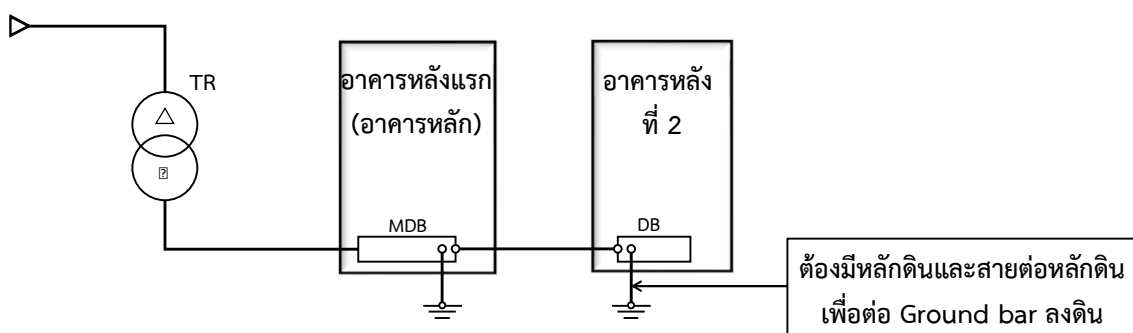 TR
อาคารหลังแรก
(อาคารหลัก)
อาคารหลัง
ที่ 2
MDB
DB
ต้องมีหลักดินและสายต่อหลักดิน
เพื่อต่อ Ground bar ลงดิน